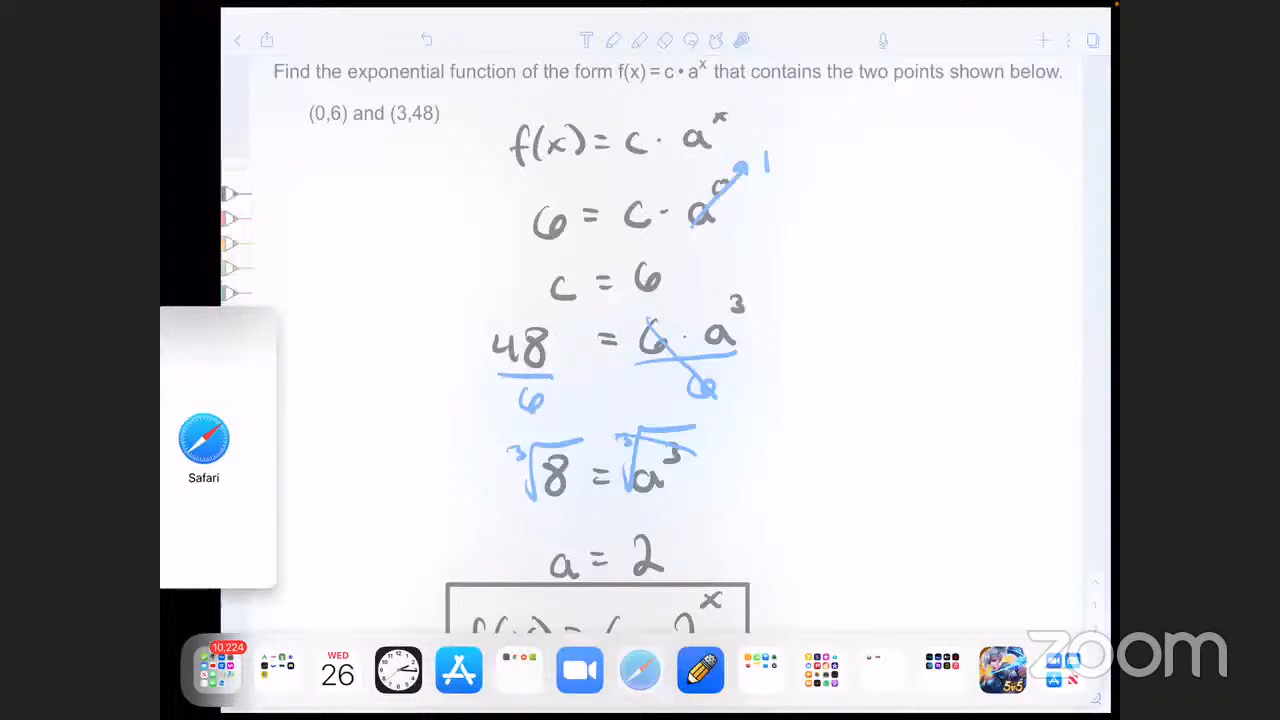 Find the exponential function of the form f(x) = c • a^x that contains the two points shown below.
(0,6) and (3,48)
f(x) = c · a^x
1
6 = c · a^0
c = 6
48 = 6 · a^3
6 6
∛8 = ∛a^3
a = 2
Safari
10,224
WED
26
5v5
zoom